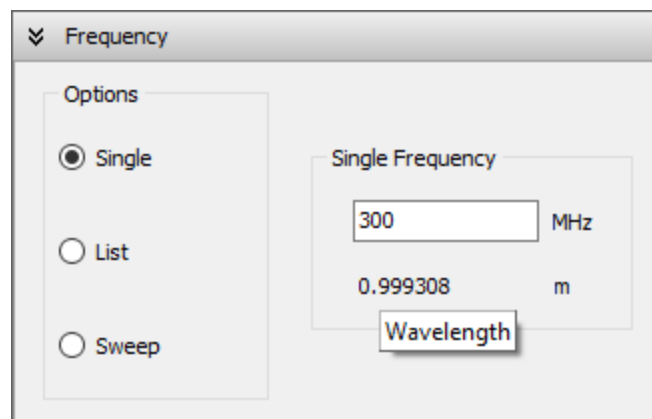 Frequency
Options
Single
List
Sweep
Single Frequency
300 MHz
0.999308 m
Wavelength